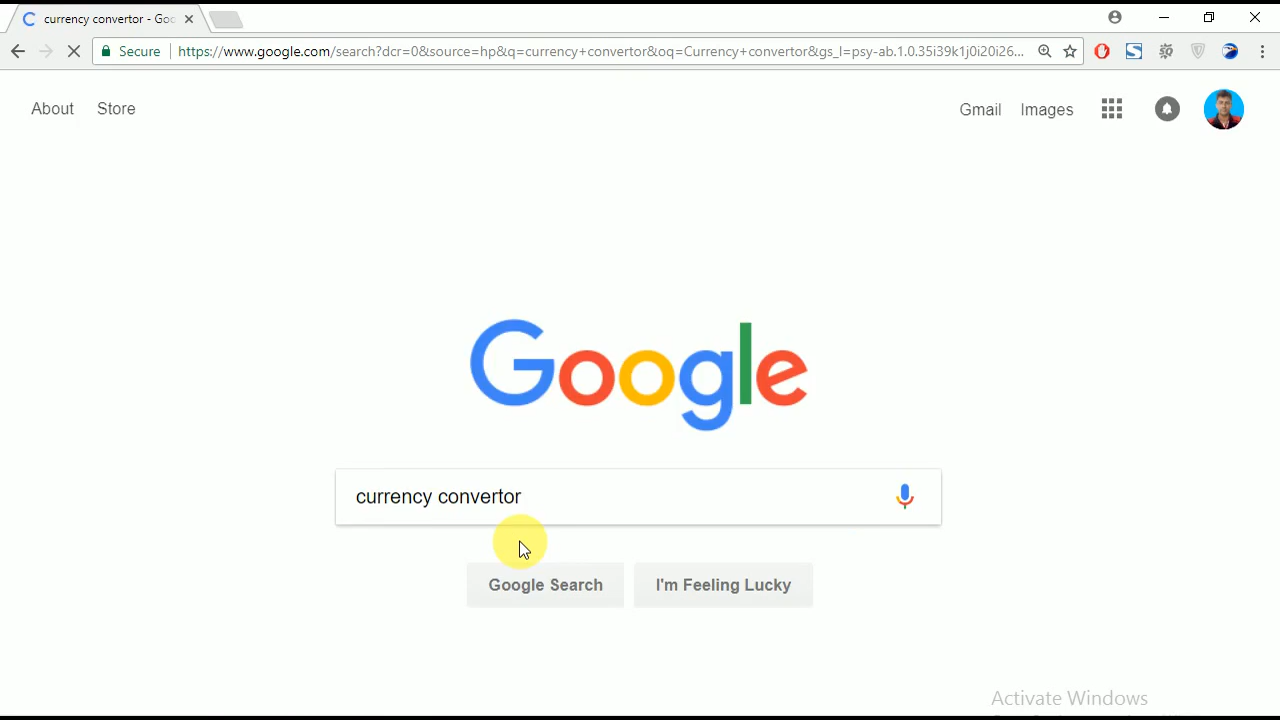 currency convertor - Goo
Secure https://www.google.com/search?dcr=0&source=hp&q=currency+convertor&oq=Currency+convertor&gs_l=psy-ab.1.0.35i39k1j0i20i26...
About Store Gmail Images
Google
currency convertor
Google Search I'm Feeling Lucky
Activate Windows